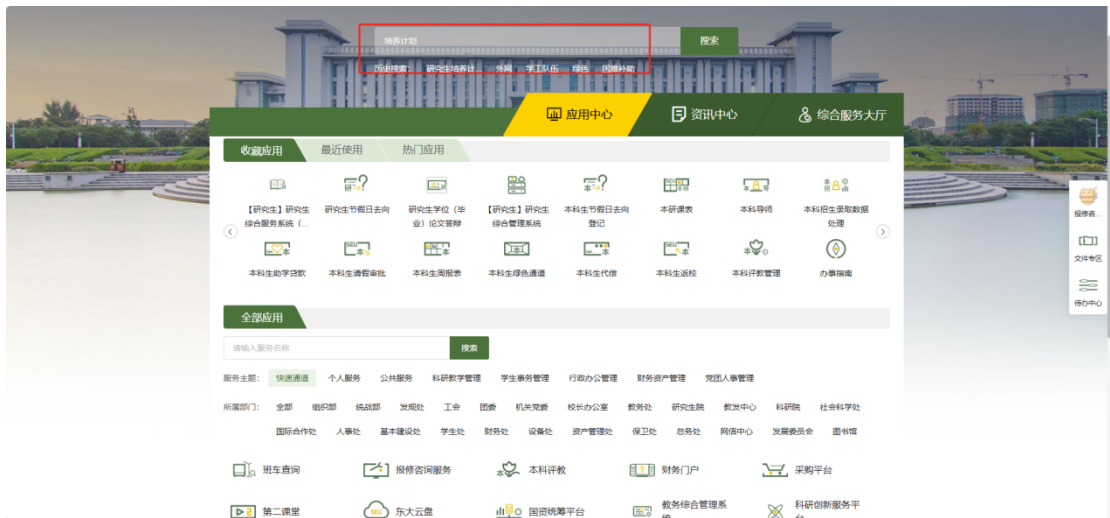 培养计划 搜索
历史搜索： 研究生培养计 外网 学工队伍 绿色 困难补助
应用中心 资讯中心 综合服务大厅
收藏应用 最近使用 热门应用
【研究生】研究生 研究生节假日去向 研究生学位（毕 【研究生】研究生 本科生节假日去向 本研课表 本科导师 本科招生录取数据
综合服务系统（... 业）论文答辩 综合管理系统 登记 处理
本科生助学贷款 本科生请假审批 本科生周报表 本科生绿色通道 本科生代偿 本科生返校 本科评教管理 办事指南
报修咨...
文件专区
待办中心
全部应用
请输入服务名称 搜索
服务主题： 快速通道 个人服务 公共服务 科研教学管理 学生事务管理 行政办公管理 财务资产管理 党团人事管理
所属部门： 全部 组织部 统战部 发规处 工会 团委 机关党委 校长办公室 教务处 研究生院 教发中心 科研院 社会科学处
国际合作处 人事处 基本建设处 学生处 财务处 设备处 资产管理处 保卫处 总务处 网信中心 发展委员会 图书馆
班车查询 报修咨询服务 本科评教 财务门户 采购平台
第二课堂 东大云盘 国资统筹平台 教务综合管理系 科研创新服务平